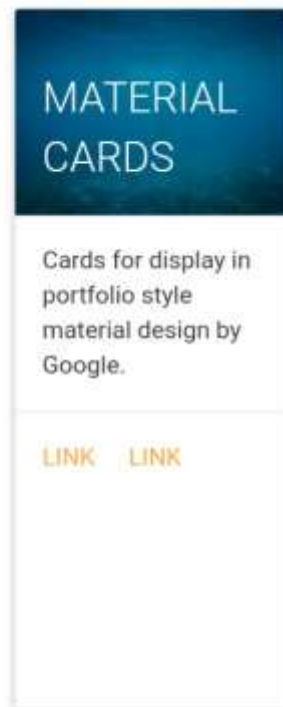 MATERIAL
CARDS
Cards for display in
portfolio style
material design by
Google.
LINK LINK